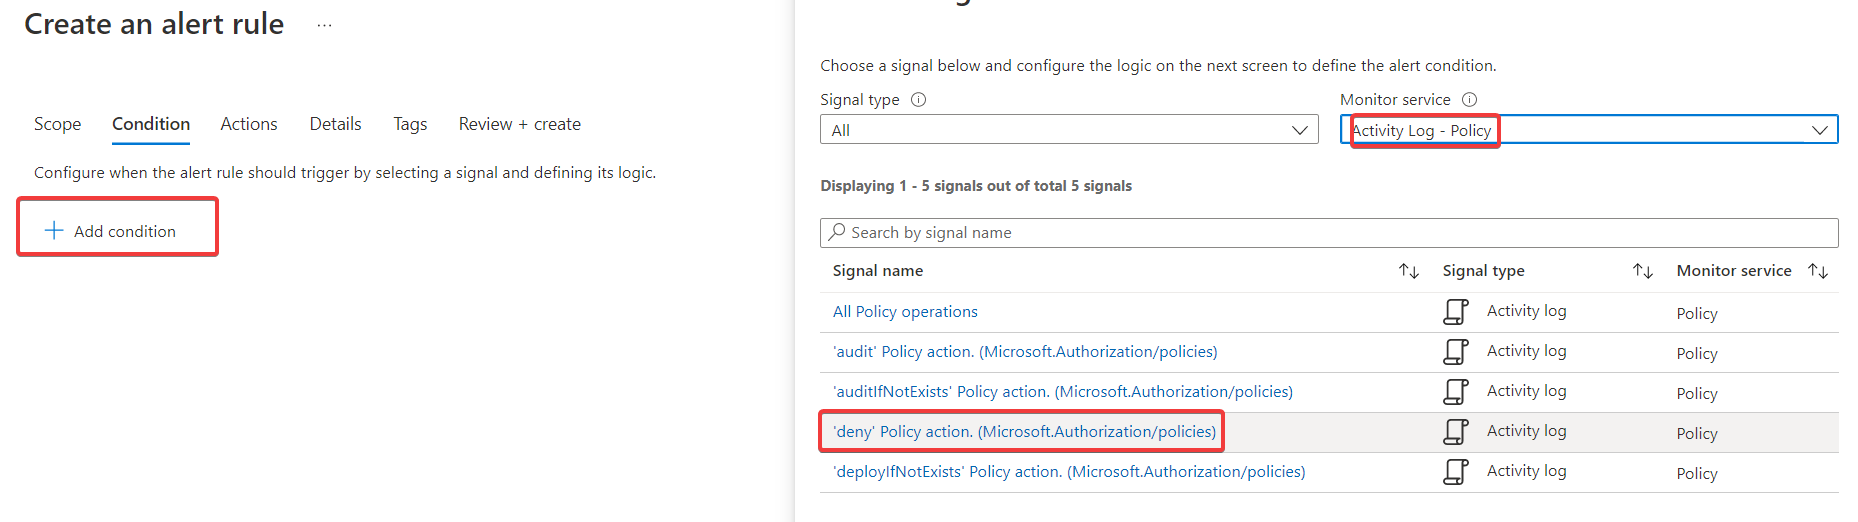 Create an alert rule ...
Scope Condition Actions Details Tags Review + create
Configure when the alert rule should trigger by selecting a signal and defining its logic.
+ Add condition
Choose a signal below and configure the logic on the next screen to define the alert condition.
Signal type Monitor service
All Activity Log - Policy
Displaying 1 - 5 signals out of total 5 signals
Search by signal name
Signal name Signal type Monitor service
All Policy operations Activity log Policy
'audit' Policy action. (Microsoft.Authorization/policies) Activity log Policy
'auditIfNotExists' Policy action. (Microsoft.Authorization/policies) Activity log Policy
'deny' Policy action. (Microsoft.Authorization/policies) Activity log Policy
'deployIfNotExists' Policy action. (Microsoft.Authorization/policies) Activity log Policy